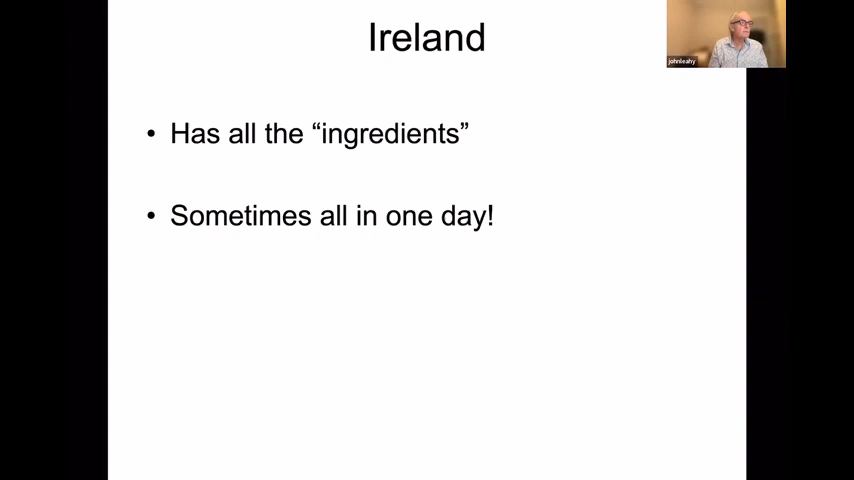 Ireland
johnleahy
• Has all the “ingredients”
• Sometimes all in one day!